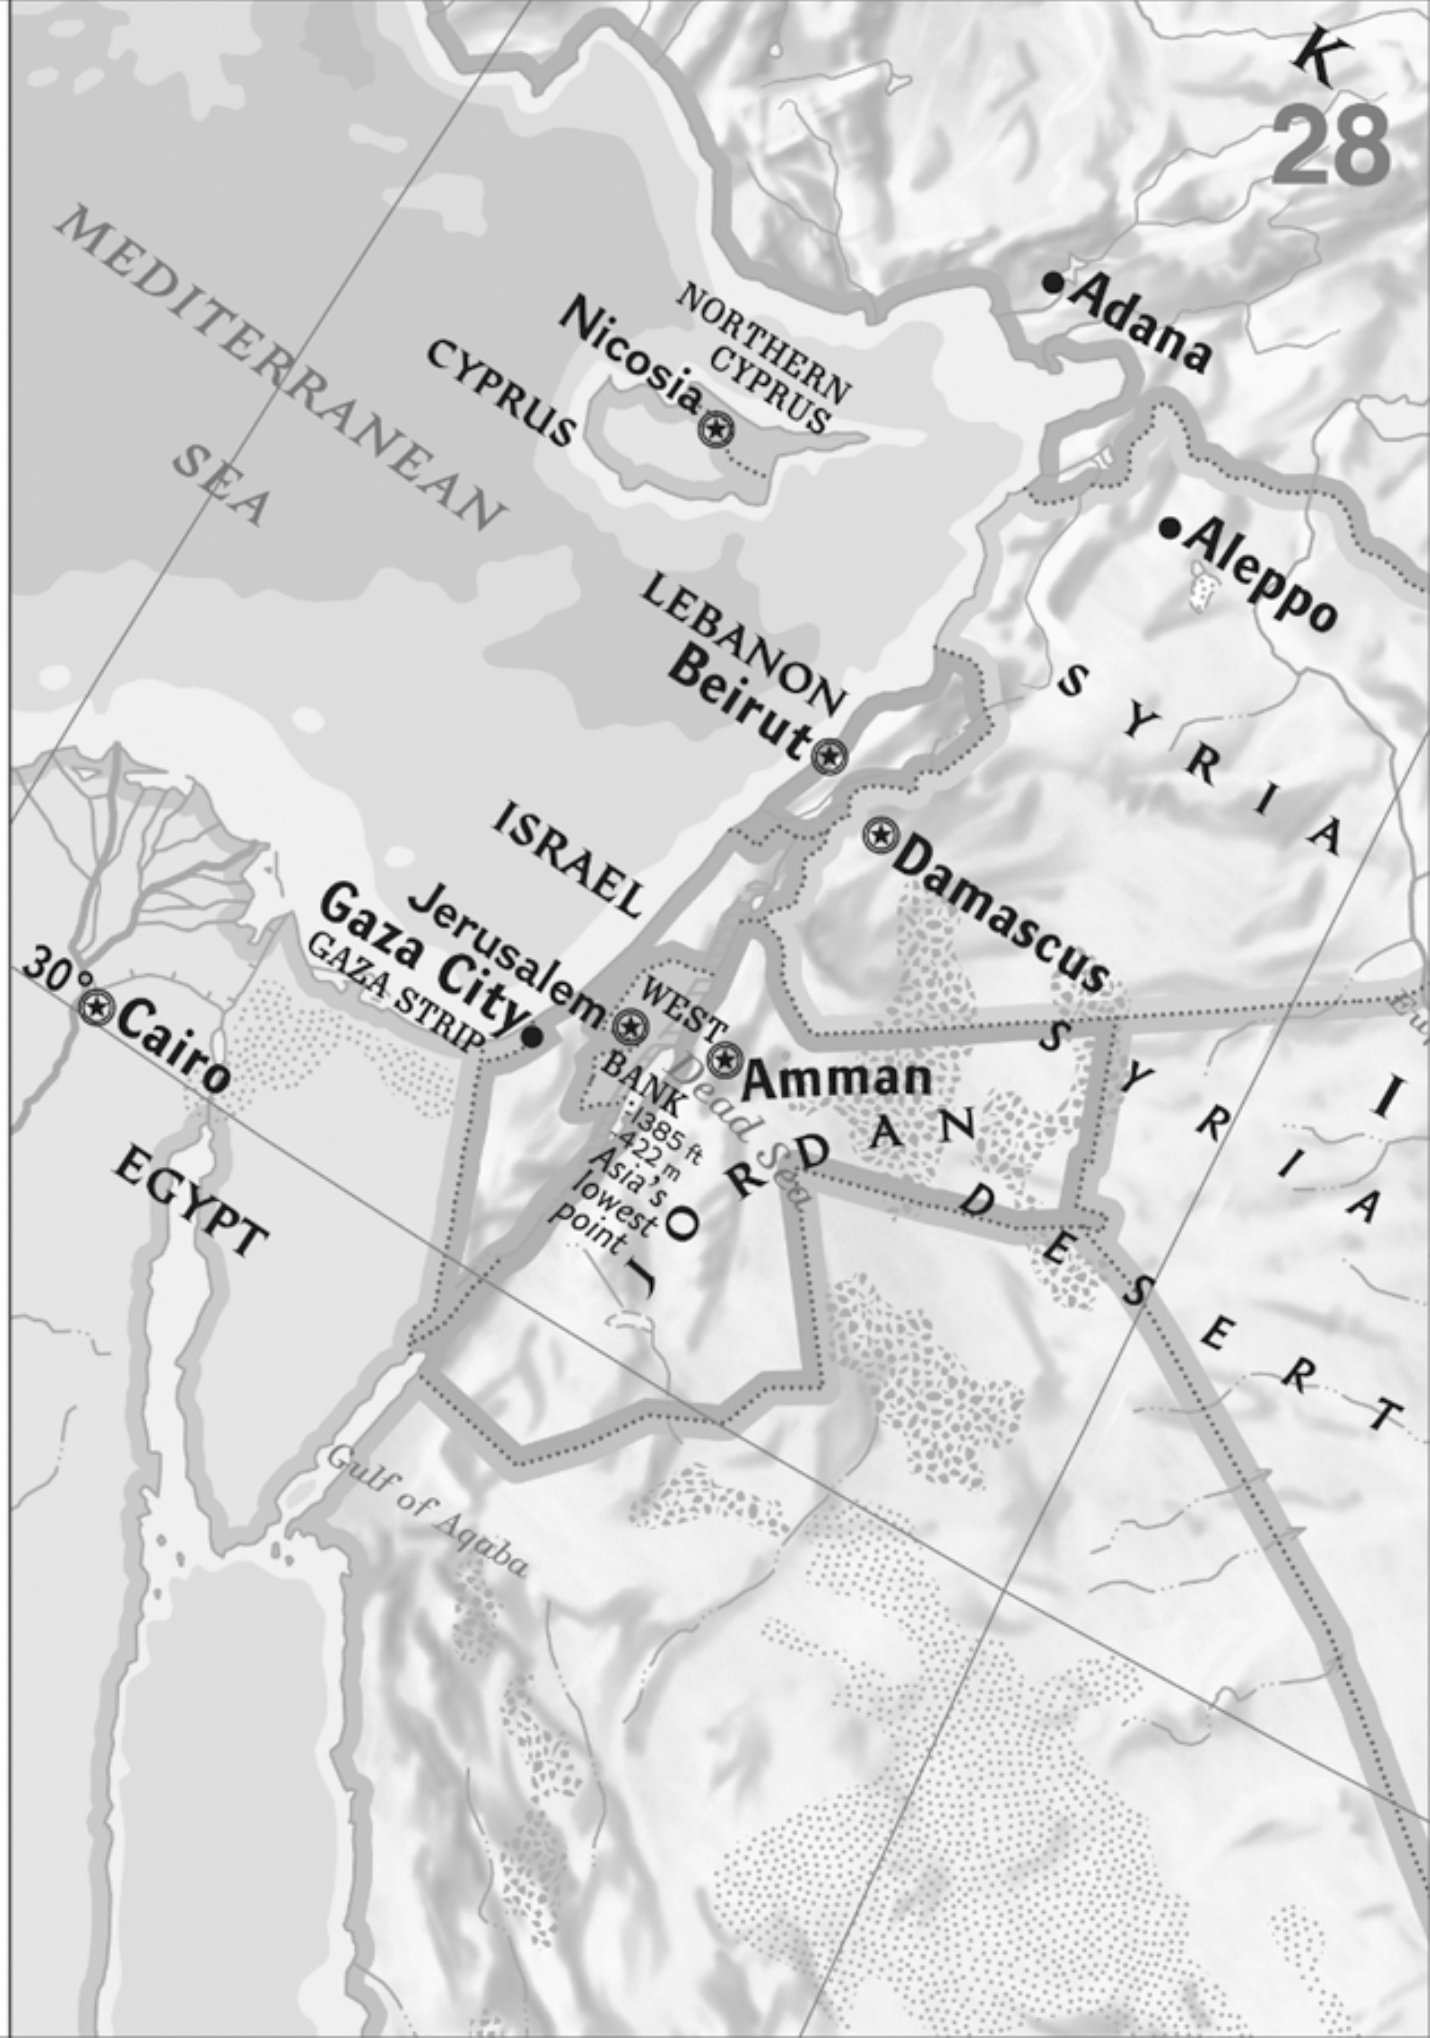 K
28
MEDITERRANEAN
SEA
Adana
NORTHERN
CYPRUS
Nicosia
CYPRUS
Aleppo
LEBANON
Beirut
SYRIA
ISRAEL
Damascus
Jerusalem
Gaza City
GAZA STRIP
30°
Cairo
WEST
BANK
Amman
Dead Sea
-1385 ft
-422 m
Asia's
lowest
point
JORDAN
SYRIAN
DESERT
I
EGYPT
Gulf of Aqaba